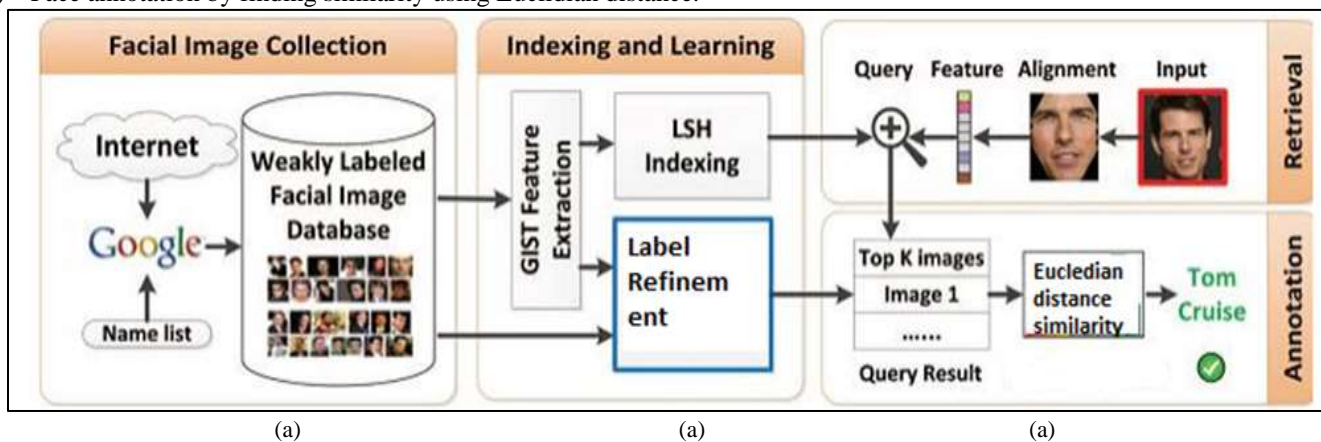 Face annotation by finding similarity using Euclidian distance.
Facial Image Collection
Internet
Google
Name list
Weakly Labeled
Facial Image
Database
Indexing and Learning
GIST Feature
Extraction
LSH
Indexing
Label
Refinem
ent
Query Feature Alignment Input
Retrieval
Top K images
Image 1
......
Query Result
Eucledian
distance
similarity
Tom
Cruise
Annotation
(a) (a) (a)